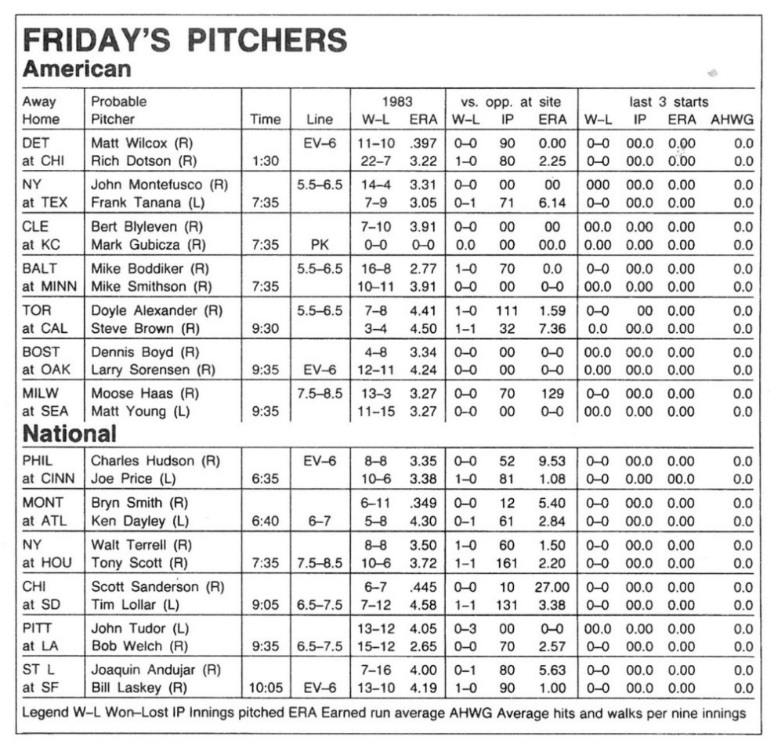 FRIDAY'S PITCHERS
American
Away Probable 1983 vs. opp. at site last 3 starts
Home Pitcher Time Line W–L ERA W–L IP ERA W–L IP ERA AHWG
DET Matt Wilcox (R) EV–6 11–10 .397 0–0 90 0.00 0–0 00.0 0.00 0.0
at CHI Rich Dotson (R) 1:30 22–7 3.22 1–0 80 2.25 0–0 00.0 0.00 0.0
NY John Montefusco (R) 5.5–6.5 14–4 3.31 0–0 00 00 000 00.0 0.00 0.0
at TEX Frank Tanana (L) 7:35 7–9 3.05 0–1 71 6.14 0–0 00.0 0.00 0.0
CLE Bert Blyleven (R) 7–10 3.91 0–0 00 00 00.0 0.00 0.00 0.0
at KC Mark Gubicza (R) 7:35 PK 0–0 0–0 0.0 00 00.0 0.00 00.0 0.00 0.0
BALT Mike Boddiker (R) 5.5–6.5 16–8 2.77 1–0 70 0.0 0–0 00.0 0.00 0.0
at MINN Mike Smithson (R) 7:35 10–11 3.91 0–0 00 0–0 00.0 0.00 0.00 0.0
TOR Doyle Alexander (R) 5.5–6.5 7–8 4.41 1–0 111 1.59 0–0 00 0.00 0.0
at CAL Steve Brown (R) 9:30 3–4 4.50 1–1 32 7.36 0.0 00.0 0.00 0.0
BOST Dennis Boyd (R) 4–8 3.34 0–0 00 0–0 00.0 0.00 0.00 0.0
at OAK Larry Sorensen (R) 9:35 EV–6 12–11 4.24 0–0 00 0–0 0.00 00.0 0.00 0.0
MILW Moose Haas (R) 7.5–8.5 13–3 3.27 0–0 70 129 0–0 00.0 0.00 0.0
at SEA Matt Young (L) 9:35 11–15 3.27 0–0 00 0–0 00.0 0.00 0.00 0.0
National
PHIL Charles Hudson (R) EV–6 8–8 3.35 0–0 52 9.53 0–0 00.0 0.00 0.0
at CINN Joe Price (L) 6:35 10–6 3.38 1–0 81 1.08 0–0 0.00 00.0 0.0
MONT Bryn Smith (R) 6–11 .349 0–0 12 5.40 0–0 00.0 0.00 0.0
at ATL Ken Dayley (L) 6:40 6–7 5–8 4.30 0–1 61 2.84 0–0 00.0 0.00 0.0
NY Walt Terrell (R) 8–8 3.50 1–0 60 1.50 0–0 00.0 0.00 0.0
at HOU Tony Scott (R) 7:35 7.5–8.5 10–6 3.72 1–1 161 2.20 0–0 00.0 0.00 0.0
CHI Scott Sanderson (R) 6–7 .445 0–0 10 27.00 0–0 00.0 0.00 0.0
at SD Tim Lollar (L) 9:05 6.5–7.5 7–12 4.58 1–1 131 3.38 0–0 00.0 0.00 0.0
PITT John Tudor (L) 13–12 4.05 0–3 00 0–0 00.0 0.00 0.00 0.0
at LA Bob Welch (R) 9:35 6.5–7.5 15–12 2.65 0–0 70 2.57 0–0 00.0 0.00 0.0
ST L Joaquin Andujar (R) 7–16 4.00 0–1 80 5.63 0–0 00.0 0.00 0.0
at SF Bill Laskey (R) 10:05 EV–6 13–10 4.19 1–0 90 1.00 0–0 00.0 0.00 0.0
Legend W–L Won–Lost IP Innings pitched ERA Earned run average AHWG Average hits and walks per nine innings